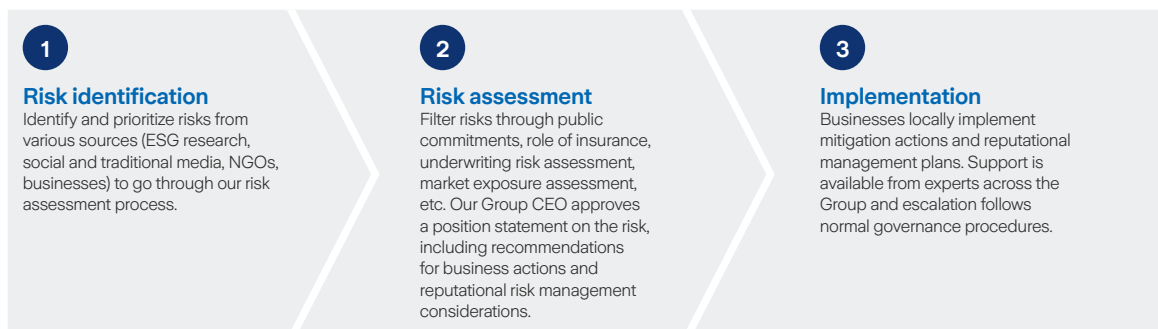 1
Risk identification
Identify and prioritize risks from
various sources (ESG research,
social and traditional media, NGOs,
businesses) to go through our risk
assessment process.
2
Risk assessment
Filter risks through public
commitments, role of insurance,
underwriting risk assessment,
market exposure assessment,
etc. Our Group CEO approves
a position statement on the risk,
including recommendations
for business actions and
reputational risk management
considerations.
3
Implementation
Businesses locally implement
mitigation actions and reputational
management plans. Support is
available from experts across the
Group and escalation follows
normal governance procedures.